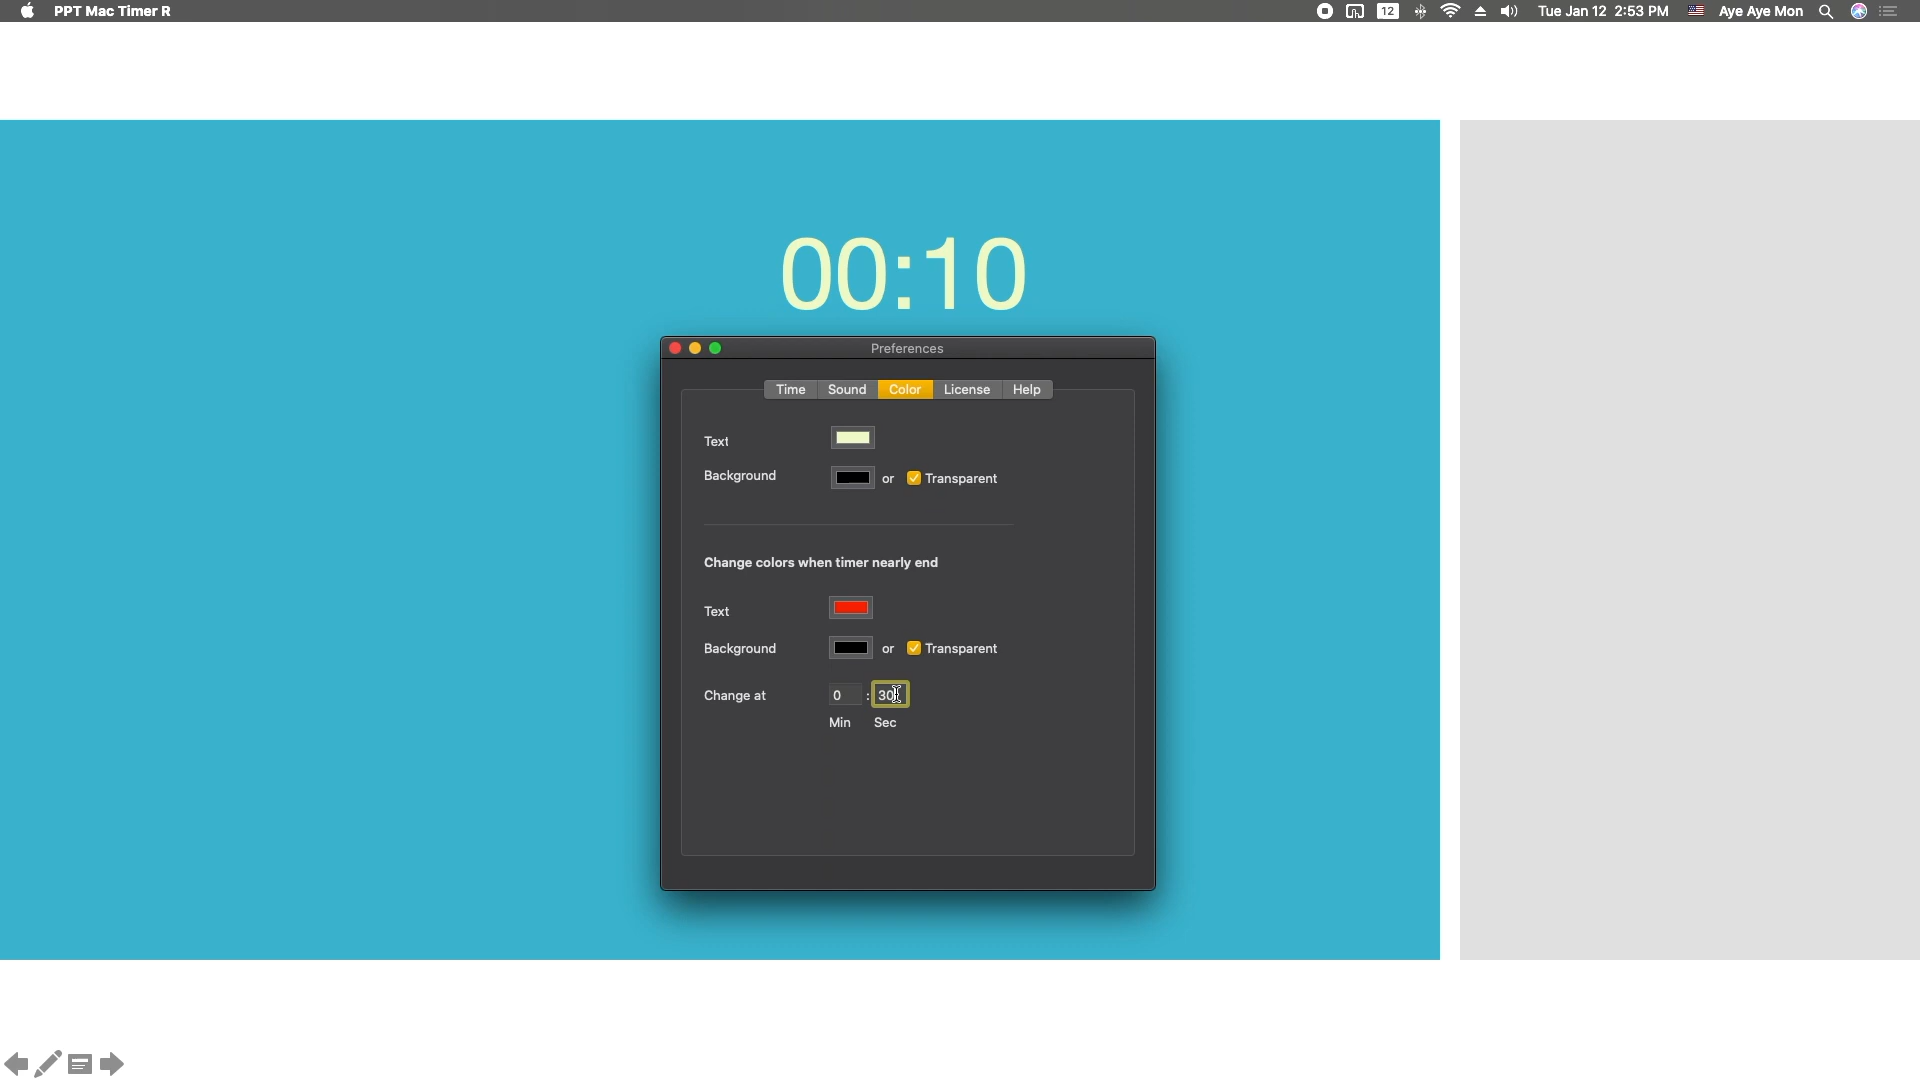 PPT Mac Timer R 12 Tue Jan 12 2:53 PM Aye Aye Mon
00:10
Preferences
Time Sound Color License Help
Text
Background or Transparent
Change colors when timer nearly end
Text
Background or Transparent
Change at 0 : 30
Min Sec